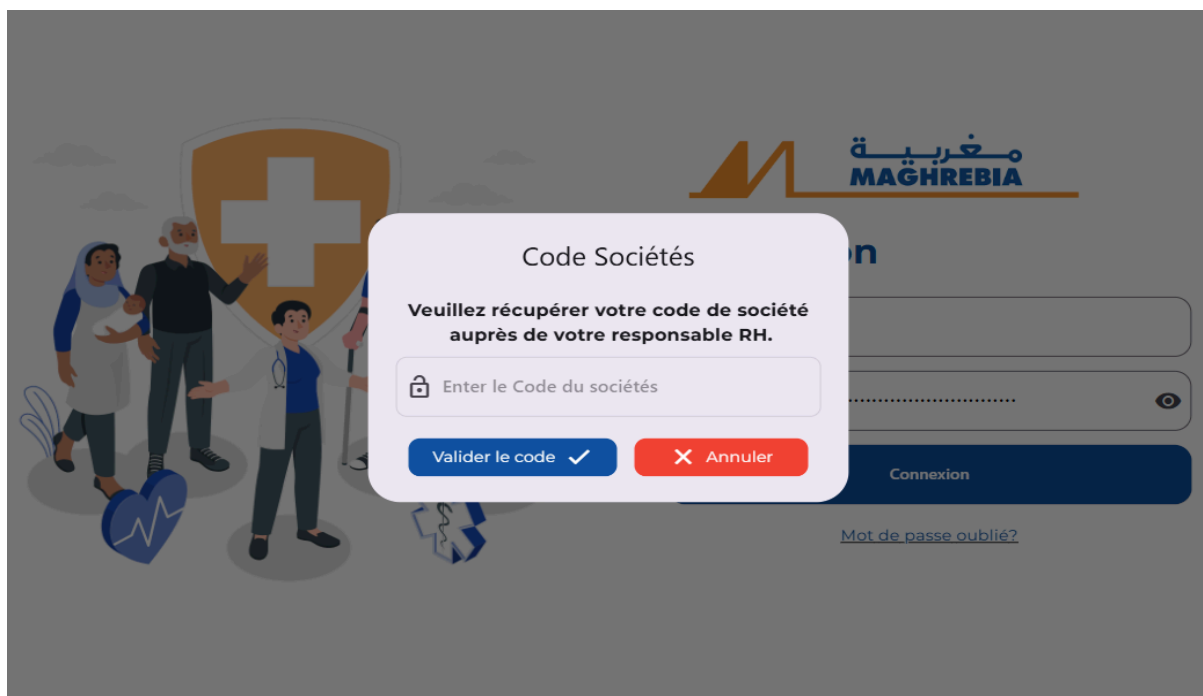 مغربية
MAGHREBIA
Code Sociétés
Veuillez récupérer votre code de société
auprès de votre responsable RH.
Enter le Code du sociétés
Valider le code
Annuler
Connexion
Mot de passe oublié?